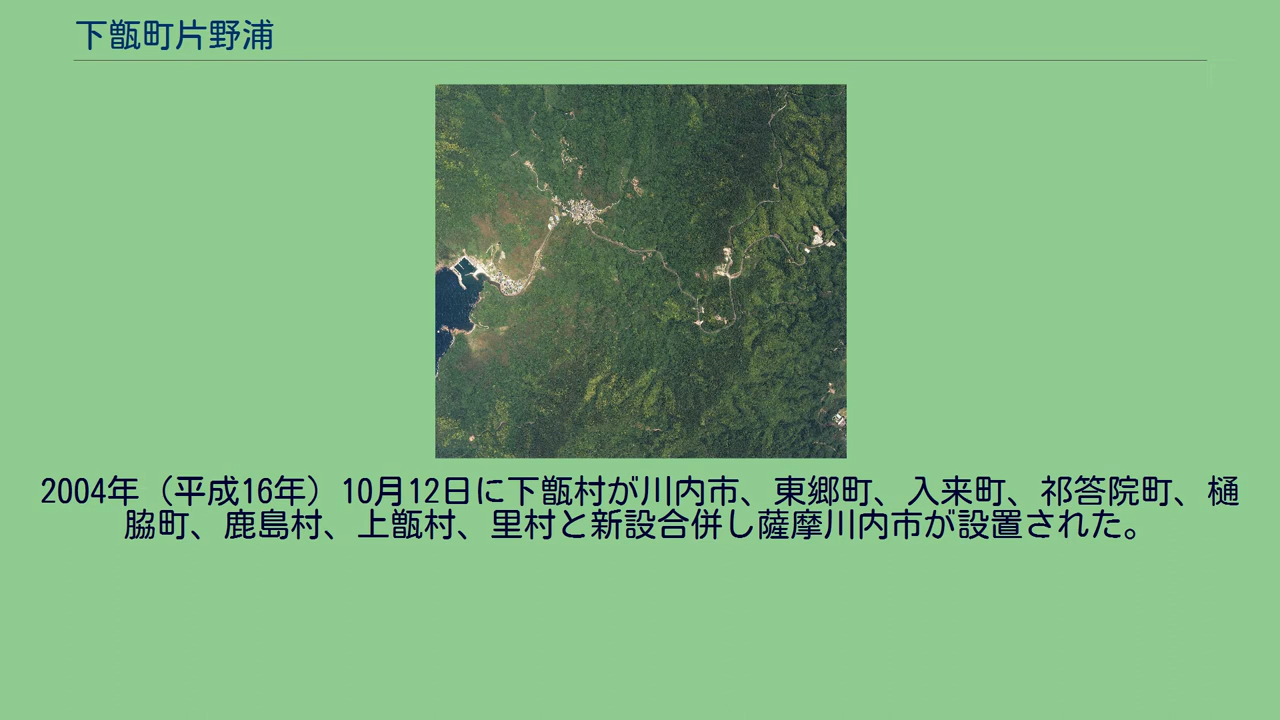 下甑町片野浦
2004年（平成16年）10月12日に下甑村が川内市、東郷町、入来町、祁答院町、樋
脇町、鹿島村、上甑村、里村と新設合併し薩摩川内市が設置された。